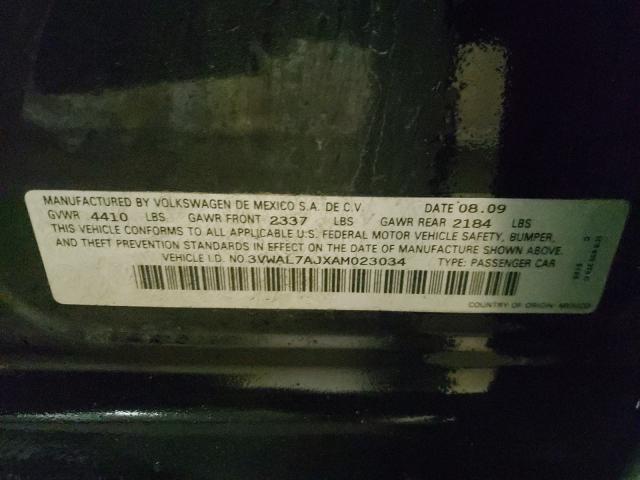 MANUFACTURED BY VOLKSWAGEN DE MEXICO S.A. DE C.V. DATE 08.09
GVWR 4410 LBS GAWR FRONT 2337 LBS GAWR REAR 2184 LBS
THIS VEHICLE CONFORMS TO ALL APPLICABLE U.S. FEDERAL MOTOR VEHICLE SAFETY, BUMPER,
AND THEFT PREVENTION STANDARDS IN EFFECT ON THE DATE OF MANUFACTURE SHOWN ABOVE.
VEHICLE I.D. NO. 3VWAL7AJXAM023034 TYPE: PASSENGER CAR
COUNTRY OF ORIGIN: MEXICO